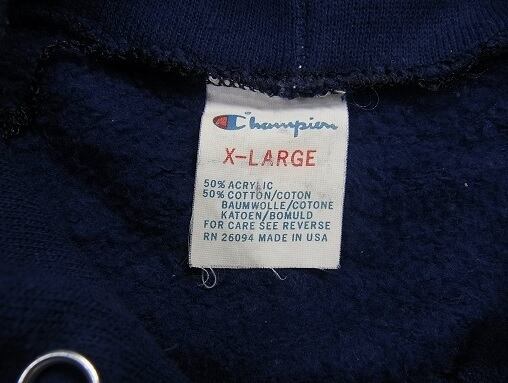 Champion
X-LARGE
50% ACRYLIC
50% COTTON/COTON
BAUMWOLLE/COTONE
KATOEN/BOMULD
FOR CARE SEE REVERSE
RN 26094 MADE IN USA